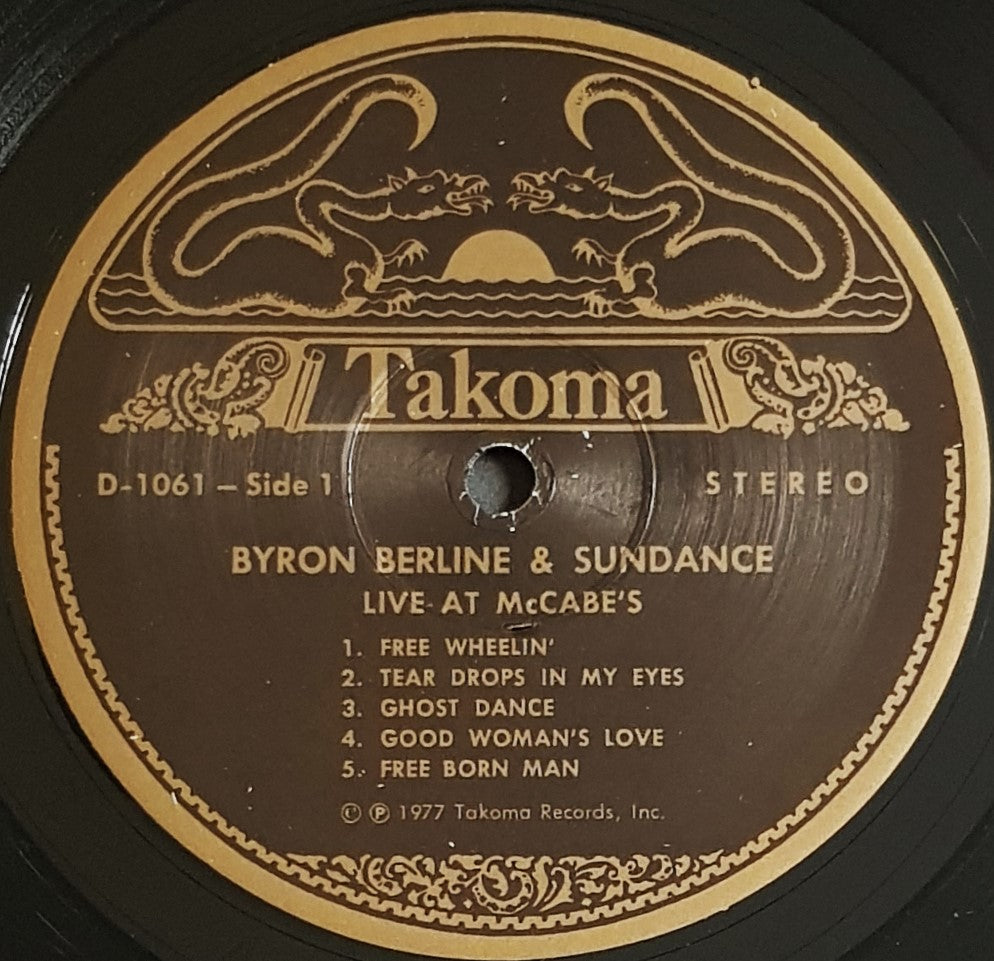 Takoma
D-1061 – Side 1 STEREO
BYRON BERLINE & SUNDANCE
LIVE AT McCABE'S
1. FREE WHEELIN'
2. TEAR DROPS IN MY EYES
3. GHOST DANCE
4. GOOD WOMAN'S LOVE
5. FREE BORN MAN
© ℗ 1977 Takoma Records, Inc.